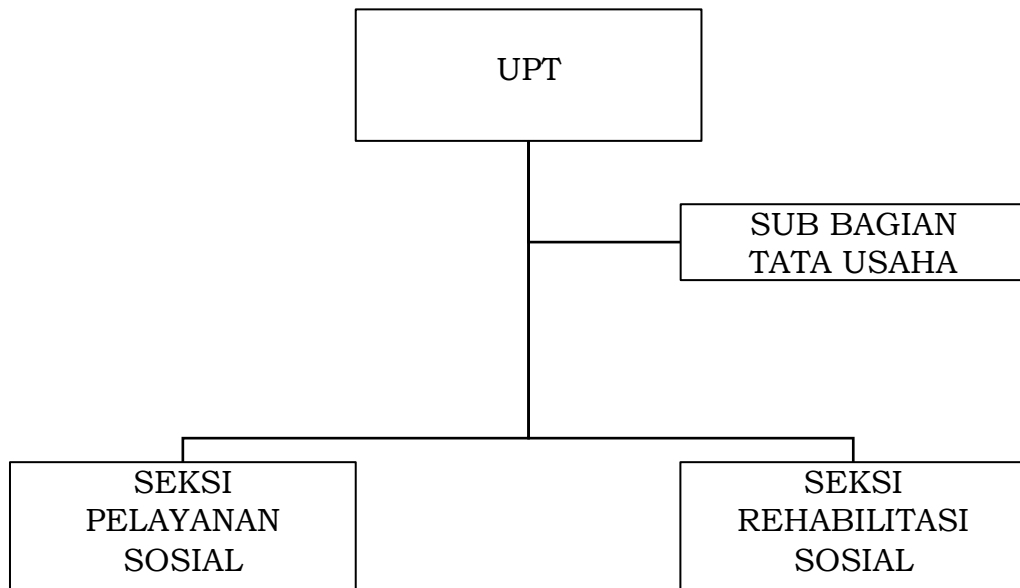 UPT
SUB BAGIAN
TATA USAHA
SEKSI
PELAYANAN
SOSIAL
SEKSI
REHABILITASI
SOSIAL